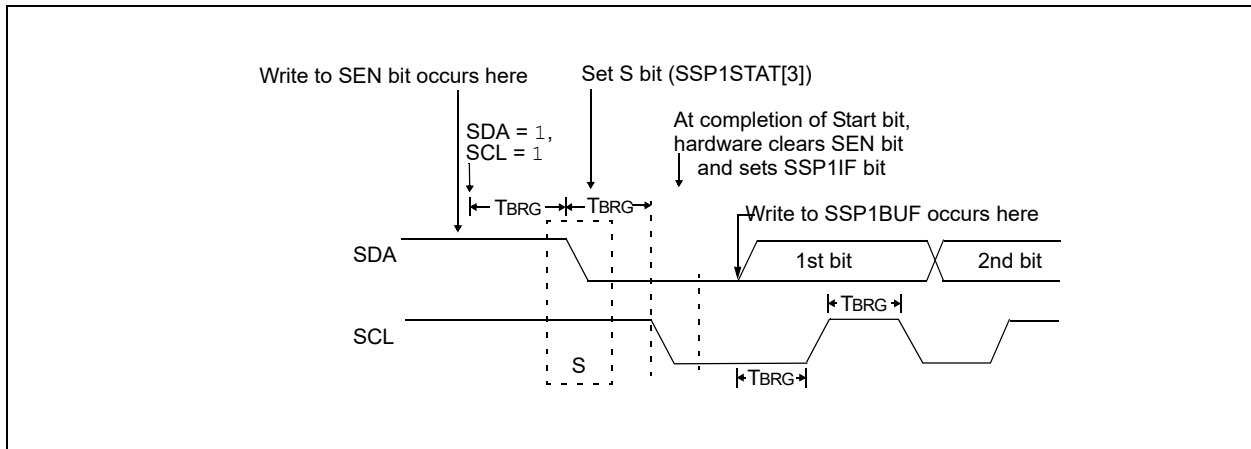 Write to SEN bit occurs here
Set S bit (SSP1STAT[3])
SDA = 1,
SCL = 1
At completion of Start bit,
hardware clears SEN bit
and sets SSP1IF bit
TBRG
TBRG
Write to SSP1BUF occurs here
SDA
1st bit
2nd bit
TBRG
SCL
S
TBRG